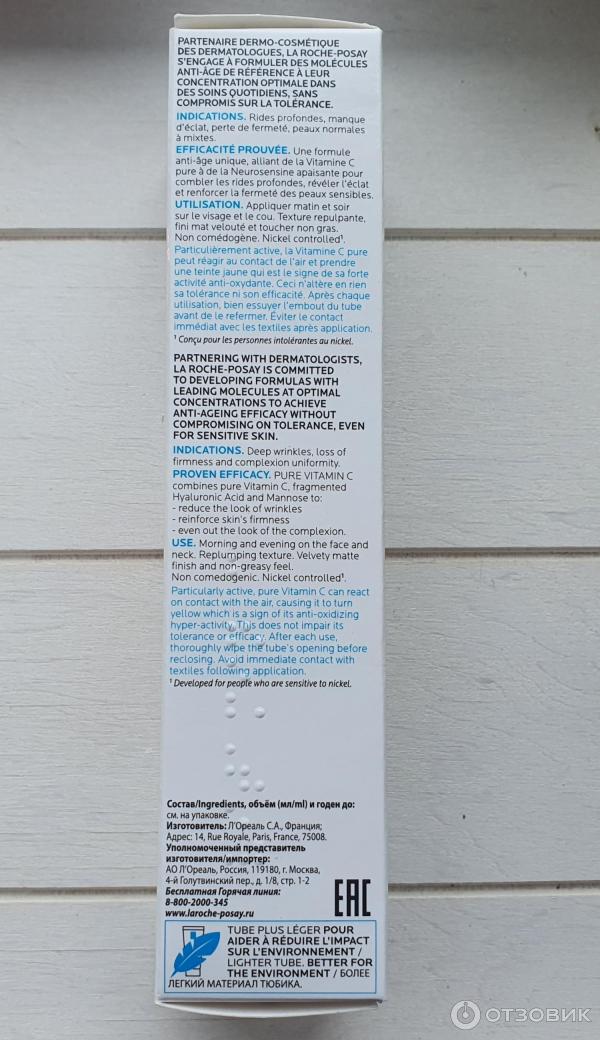 PARTENAIRE DERMO-COSMÉTIQUE
DES DERMATOLOGUES, LA ROCHE-POSAY
S'ENGAGE À FORMULER DES MOLÉCULES
ANTI-ÂGE DE RÉFÉRENCE À LEUR
CONCENTRATION OPTIMALE DANS
DES SOINS QUOTIDIENS, SANS
COMPROMIS SUR LA TOLÉRANCE.
INDICATIONS. Rides profondes, manque
d'éclat, perte de fermeté, peaux normales
à mixtes.
EFFICACITÉ PROUVÉE. Une formule
anti-âge unique, alliant de la Vitamine C
pure à de la Neurosensine apaisante pour
combler les rides profondes, révéler l'éclat
et renforcer la fermeté des peaux sensibles.
UTILISATION. Appliquer matin et soir
sur le visage et le cou. Texture repulpante,
fini mat velouté et toucher non gras.
Non comédogène. Nickel controlled¹.
Particulièrement active, la Vitamine C pure
peut réagir au contact de l'air et prendre
une teinte jaune qui est le signe de sa forte
activité anti-oxydante. Ceci n'altère en rien
sa tolérance ni son efficacité. Après chaque
utilisation, bien essuyer l'embout du tube
avant de le refermer. Éviter le contact
immédiat avec les textiles après application.
¹ Conçu pour les personnes intolérantes au nickel.
PARTNERING WITH DERMATOLOGISTS,
LA ROCHE-POSAY IS COMMITTED
TO DEVELOPING FORMULAS WITH
LEADING MOLECULES AT OPTIMAL
CONCENTRATIONS TO ACHIEVE
ANTI-AGEING EFFICACY WITHOUT
COMPROMISING ON TOLERANCE, EVEN
FOR SENSITIVE SKIN.
INDICATIONS. Deep wrinkles, loss of
firmness and complexion uniformity.
PROVEN EFFICACY. PURE VITAMIN C
combines pure Vitamin C, fragmented
Hyaluronic Acid and Mannose to:
- reduce the look of wrinkles
- reinforce skin's firmness
- even out the look of the complexion.
USE. Morning and evening on the face and
neck. Replumping texture. Velvety matte
finish and non-greasy feel.
Non comedogenic. Nickel controlled¹.
Particularly active, pure Vitamin C can react
on contact with the air, causing it to turn
yellow which is a sign of its anti-oxidizing
hyper-activity. This does not impair its
tolerance or efficacy. After each use,
thoroughly wipe the tube's opening before
reclosing. Avoid immediate contact with
textiles following application.
¹ Developed for people who are sensitive to nickel.
Состав/Ingredients, объём (мл/ml) и годен до:
см. на упаковке.
Изготовитель: Л'Ореаль С.А., Франция;
Адрес: 14, Rue Royale, Paris, France, 75008.
Уполномоченный представитель
изготовителя/импортер:
АО Л'Ореаль, Россия, 119180, г. Москва,
4-й Голутвинский пер., д. 1/8, стр. 1-2
Бесплатная Горячая линия:
8-800-2000-345
www.laroche-posay.ru
EAC
TUBE PLUS LÉGER POUR
AIDER À RÉDUIRE L'IMPACT
SUR L'ENVIRONNEMENT /
LIGHTER TUBE. BETTER FOR
THE ENVIRONMENT / БОЛЕЕ
ЛЕГКИЙ МАТЕРИАЛ ТЮБИКА.
ОТЗОВИК